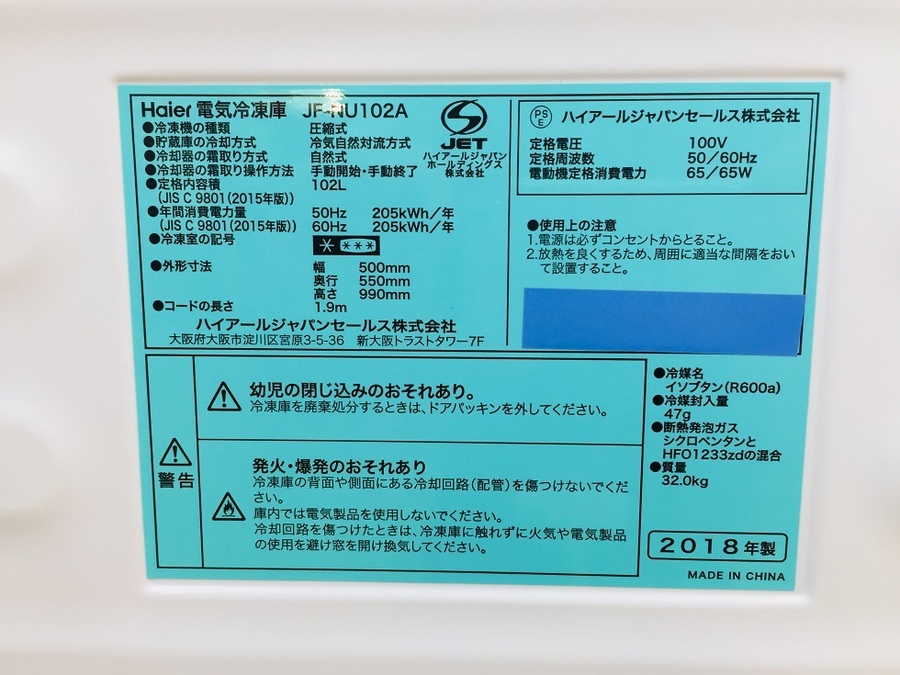 Haier 電気冷凍庫 JF-NU102A
●冷凍機の種類 圧縮式
●貯蔵庫の冷却方式 冷気自然対流方式
●冷却器の霜取り方式 自然式
●冷却器の霜取り操作方法 手動開始・手動終了
●定格内容積 102L
(JIS C 9801(2015年版))
●年間消費電力量 50Hz 205kWh/年
(JIS C 9801(2015年版)) 60Hz 205kWh/年
●冷凍室の記号 * ***
●外形寸法 幅 500mm
奥行 550mm
高さ 990mm
●コードの長さ 1.9m
ハイアールジャパンセールス株式会社
大阪府大阪市淀川区宮原3-5-36 新大阪トラストタワー7F
S
JET
ハイアールジャパン
ホールディングス
株式会社
PS
E
ハイアールジャパンセールス株式会社
定格電圧 100V
定格周波数 50/60Hz
電動機定格消費電力 65/65W
●使用上の注意
1.電源は必ずコンセントからとること。
2.放熱を良くするため、周囲に適当な間隔をおい
て設置すること。
警告
幼児の閉じ込みのおそれあり。
冷凍庫を廃棄処分するときは、ドアパッキンを外してください。
発火・爆発のおそれあり
冷凍庫の背面や側面にある冷却回路(配管)を傷つけないでくだ
さい。
庫内では電気製品を使用しないでください。
冷却回路を傷つけたときは、冷凍庫に触れずに火気や電気製品
の使用を避け窓を開け換気してください。
●冷媒名
イソブタン(R600a)
●冷媒封入量
47g
●断熱発泡ガス
シクロペンタンと
HFO1233zdの混合
●質量
32.0kg
2018年製
MADE IN CHINA